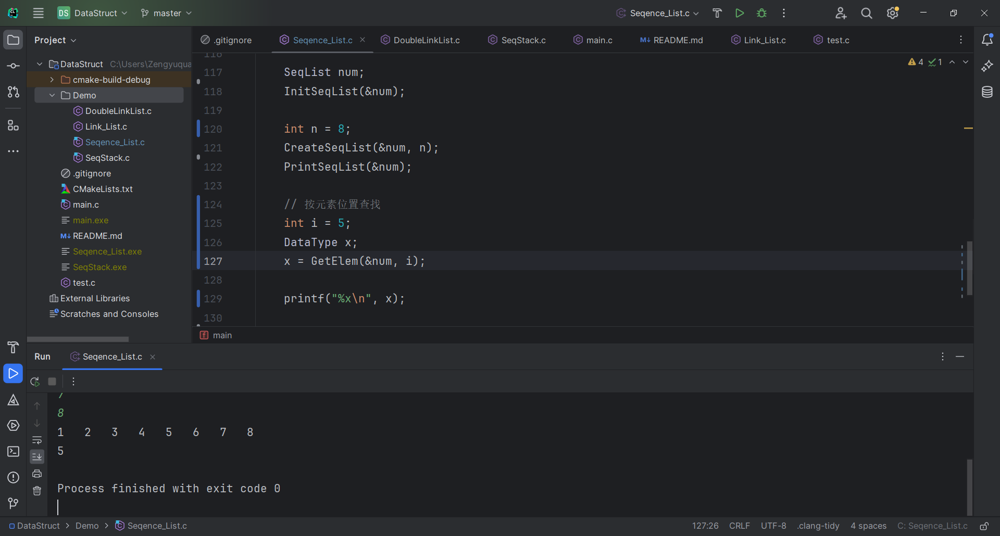 DS DataStruct master Seqence_List.c
Project
.gitignore Seqence_List.c DoubleLinkList.c SeqStack.c main.c README.md Link_List.c test.c
DataStruct C:\Users\Zengyuqua
cmake-build-debug
Demo
DoubleLinkList.c
Link_List.c
Seqence_List.c
SeqStack.c
.gitignore
CMakeLists.txt
main.c
main.exe
README.md
Seqence_List.exe
SeqStack.exe
test.c
External Libraries
Scratches and Consoles
4 1
116
117 SeqList num;
118 InitSeqList(&num);
119
120 int n = 8;
121 CreateSeqList(&num, n);
122 PrintSeqList(&num);
123
124 // 按元素位置查找
125 int i = 5;
126 DataType x;
127 x = GetElem(&num, i);
128
129 printf("%x\n", x);
130
main
Run Seqence_List.c
7
8
1 2 3 4 5 6 7 8
5
Process finished with exit code 0
DataStruct > Demo > Seqence_List.c 127:26 CRLF UTF-8 .clang-tidy 4 spaces C: Seqence_List.c